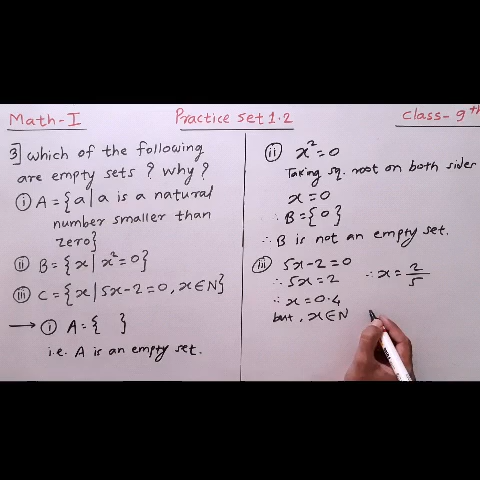 Math-I Practice Set 1.2 Class-9th
3] which of the following
are empty sets? why?
(i) A = {a | a is a natural
number smaller than
zero}
(ii) B = {x | x² = 0}
(iii) C = {x | 5x-2=0, x∈N}
→ (i) A = { }
i.e. A is an empty set.
(ii) x² = 0
Taking sq. root on both sides
x = 0
∴ B = {0}
∴ B is not an empty set.
(iii) 5x-2=0
∴ 5x=2 ∴ x = 2/5
∴ x = 0.4
but, x∈N